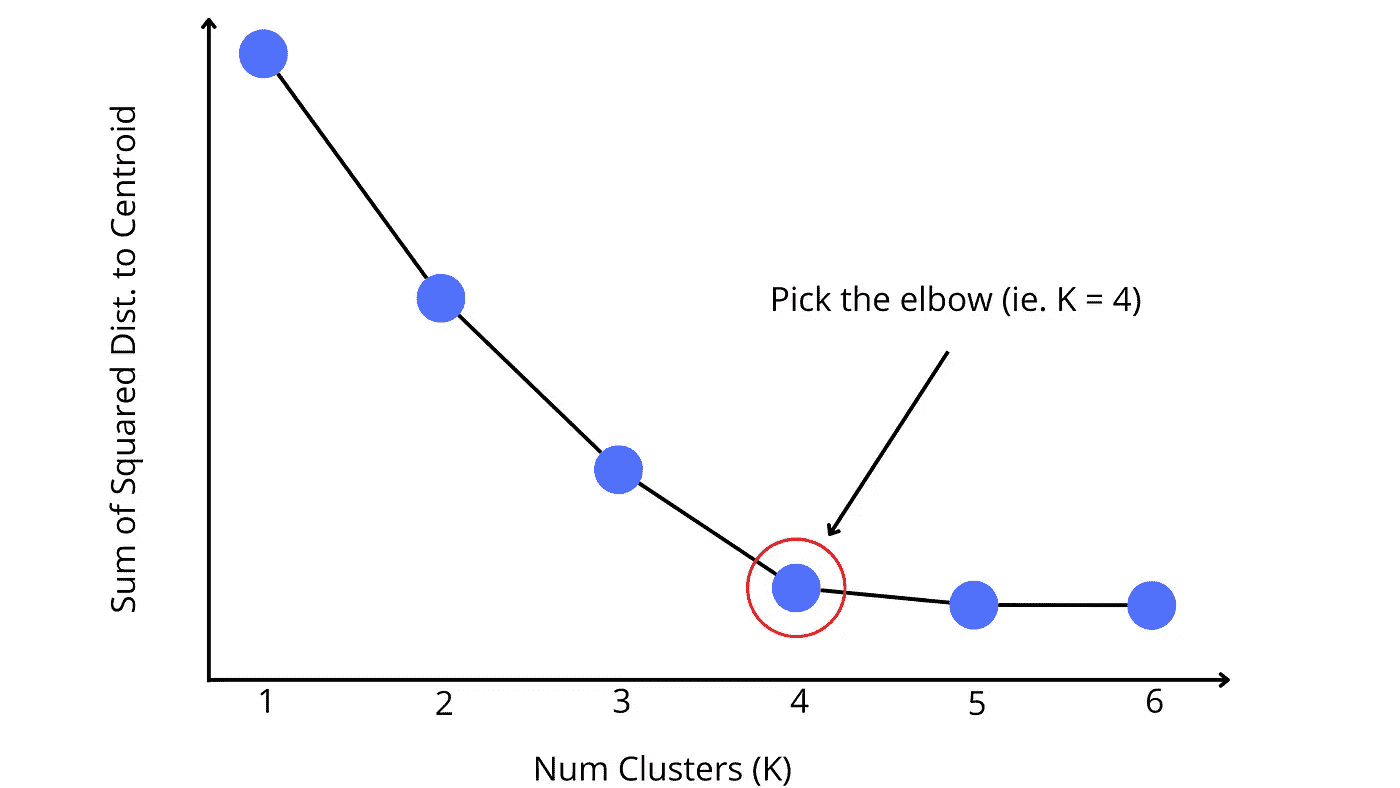 Sum of Squared Dist. to Centroid
Pick the elbow (ie. K = 4)
1 2 3 4 5 6
Num Clusters (K)